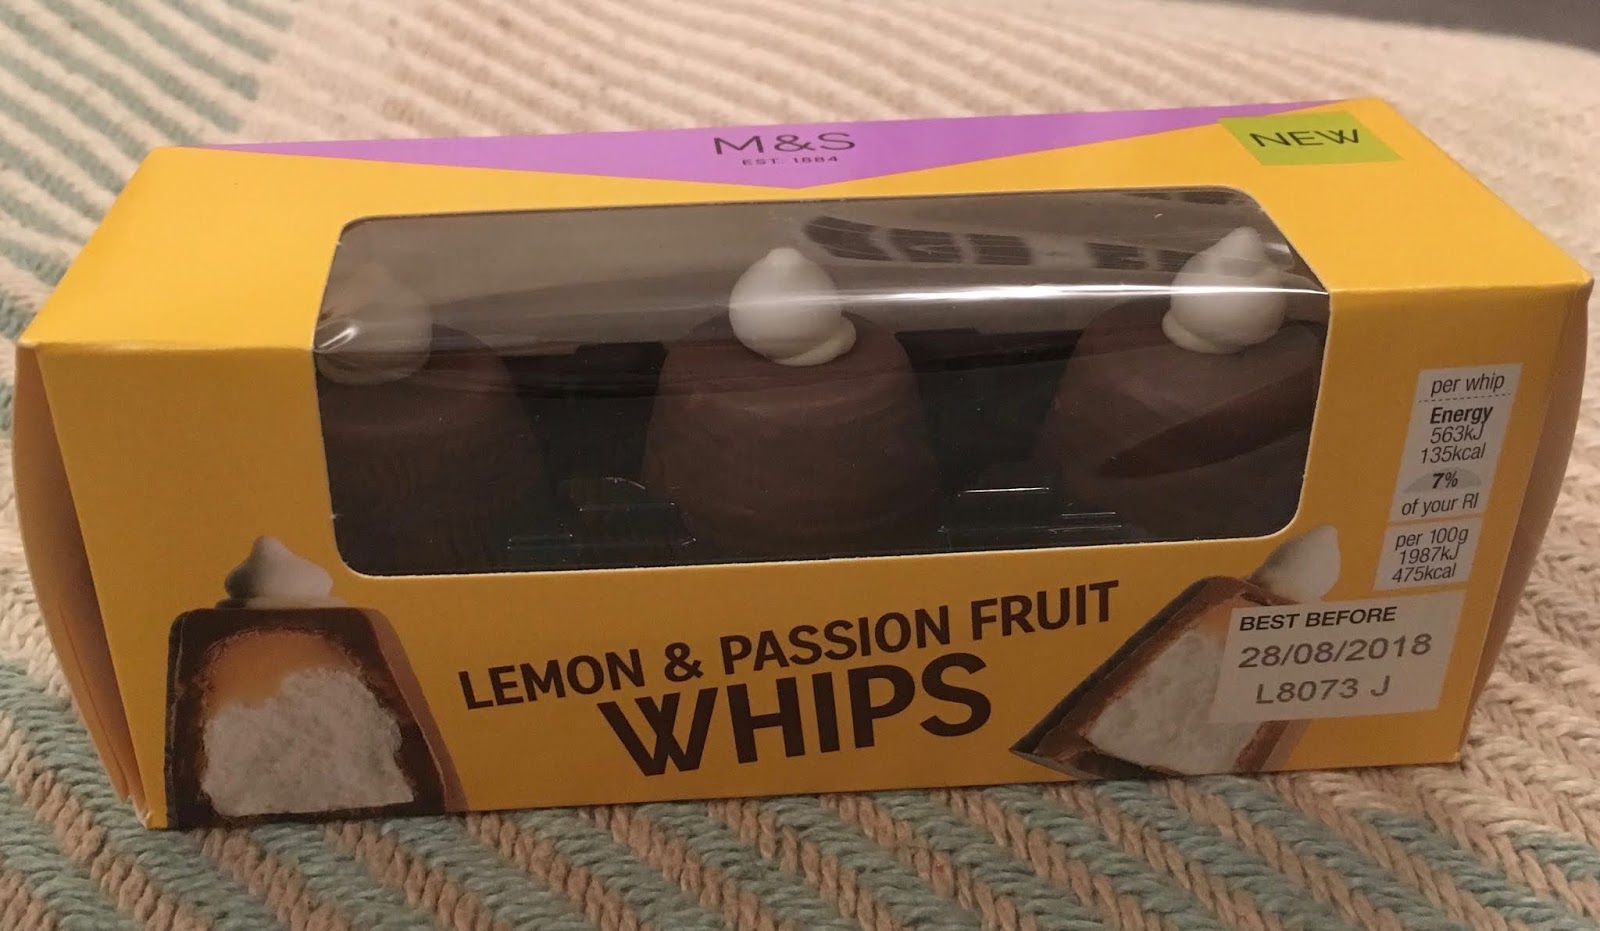 M&S
EST. 1884
NEW
per whip
Energy
563kJ
135kcal
7%
of your RI
per 100g
1987kJ
475kcal
LEMON & PASSION FRUIT
WHIPS
BEST BEFORE
28/08/2018
L8073 J